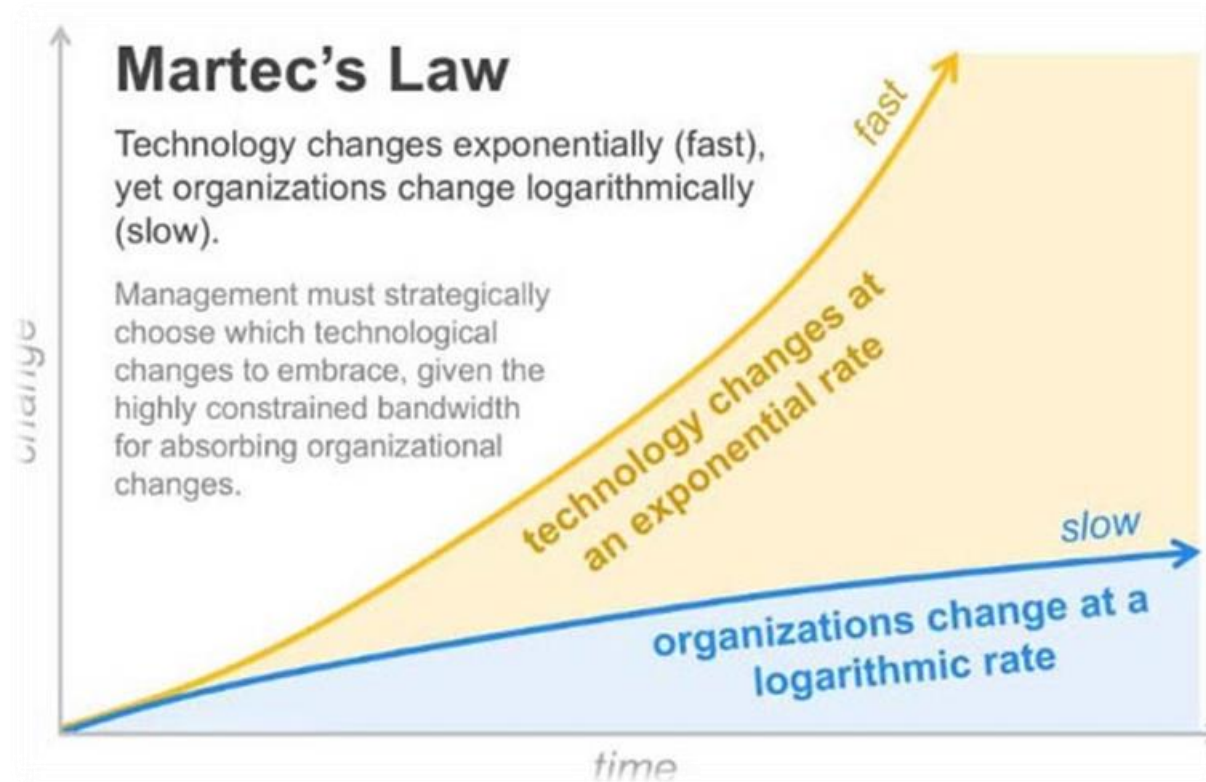 Martec's Law
Technology changes exponentially (fast),
yet organizations change logarithmically
(slow).
Management must strategically
choose which technological
changes to embrace, given the
highly constrained bandwidth
for absorbing organizational
changes.
change
fast
technology changes at
an exponential rate
slow
organizations change at a
logarithmic rate
time